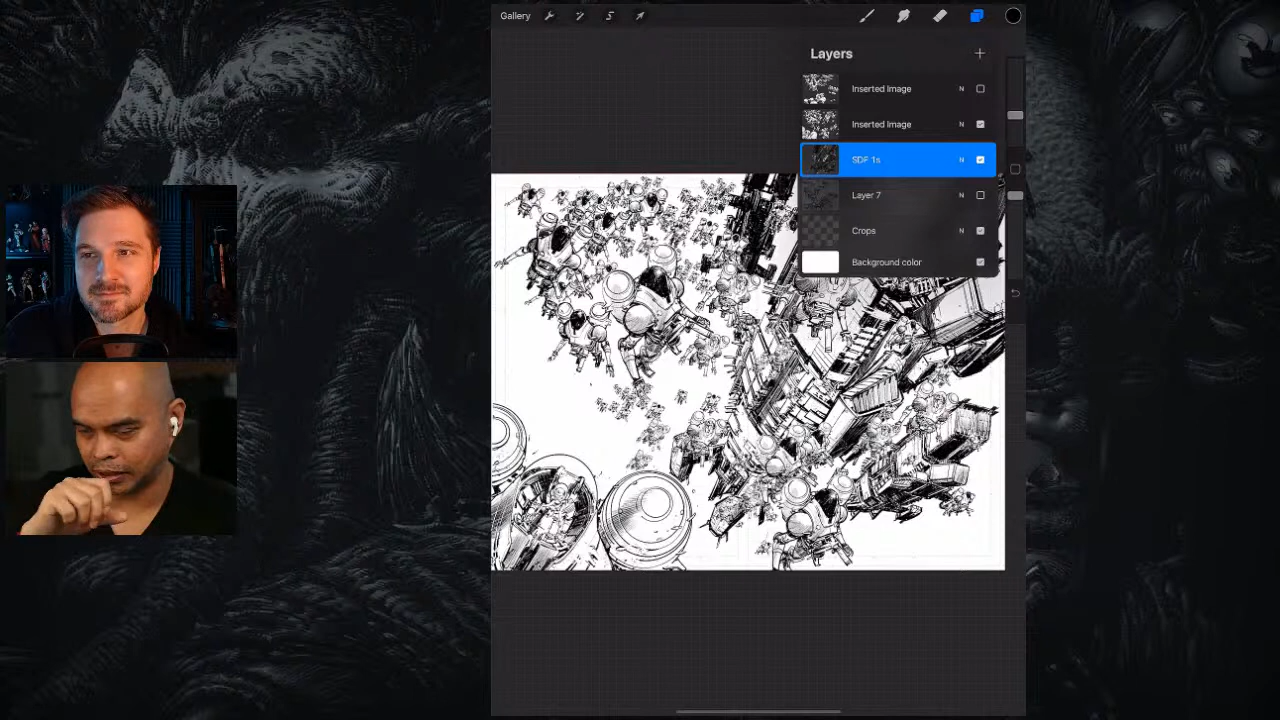 Gallery
Layers
Inserted Image N
Inserted Image N
SDF 1s N
Layer 7 N
Crops N
Background color